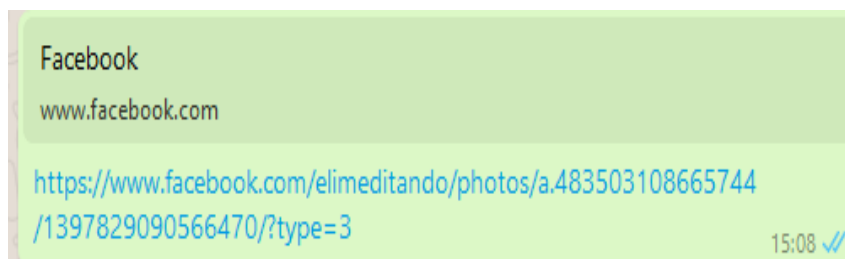 Facebook
www.facebook.com
https://www.facebook.com/elimeditando/photos/a.483503108665744
/1397829090566470/?type=3
15:08